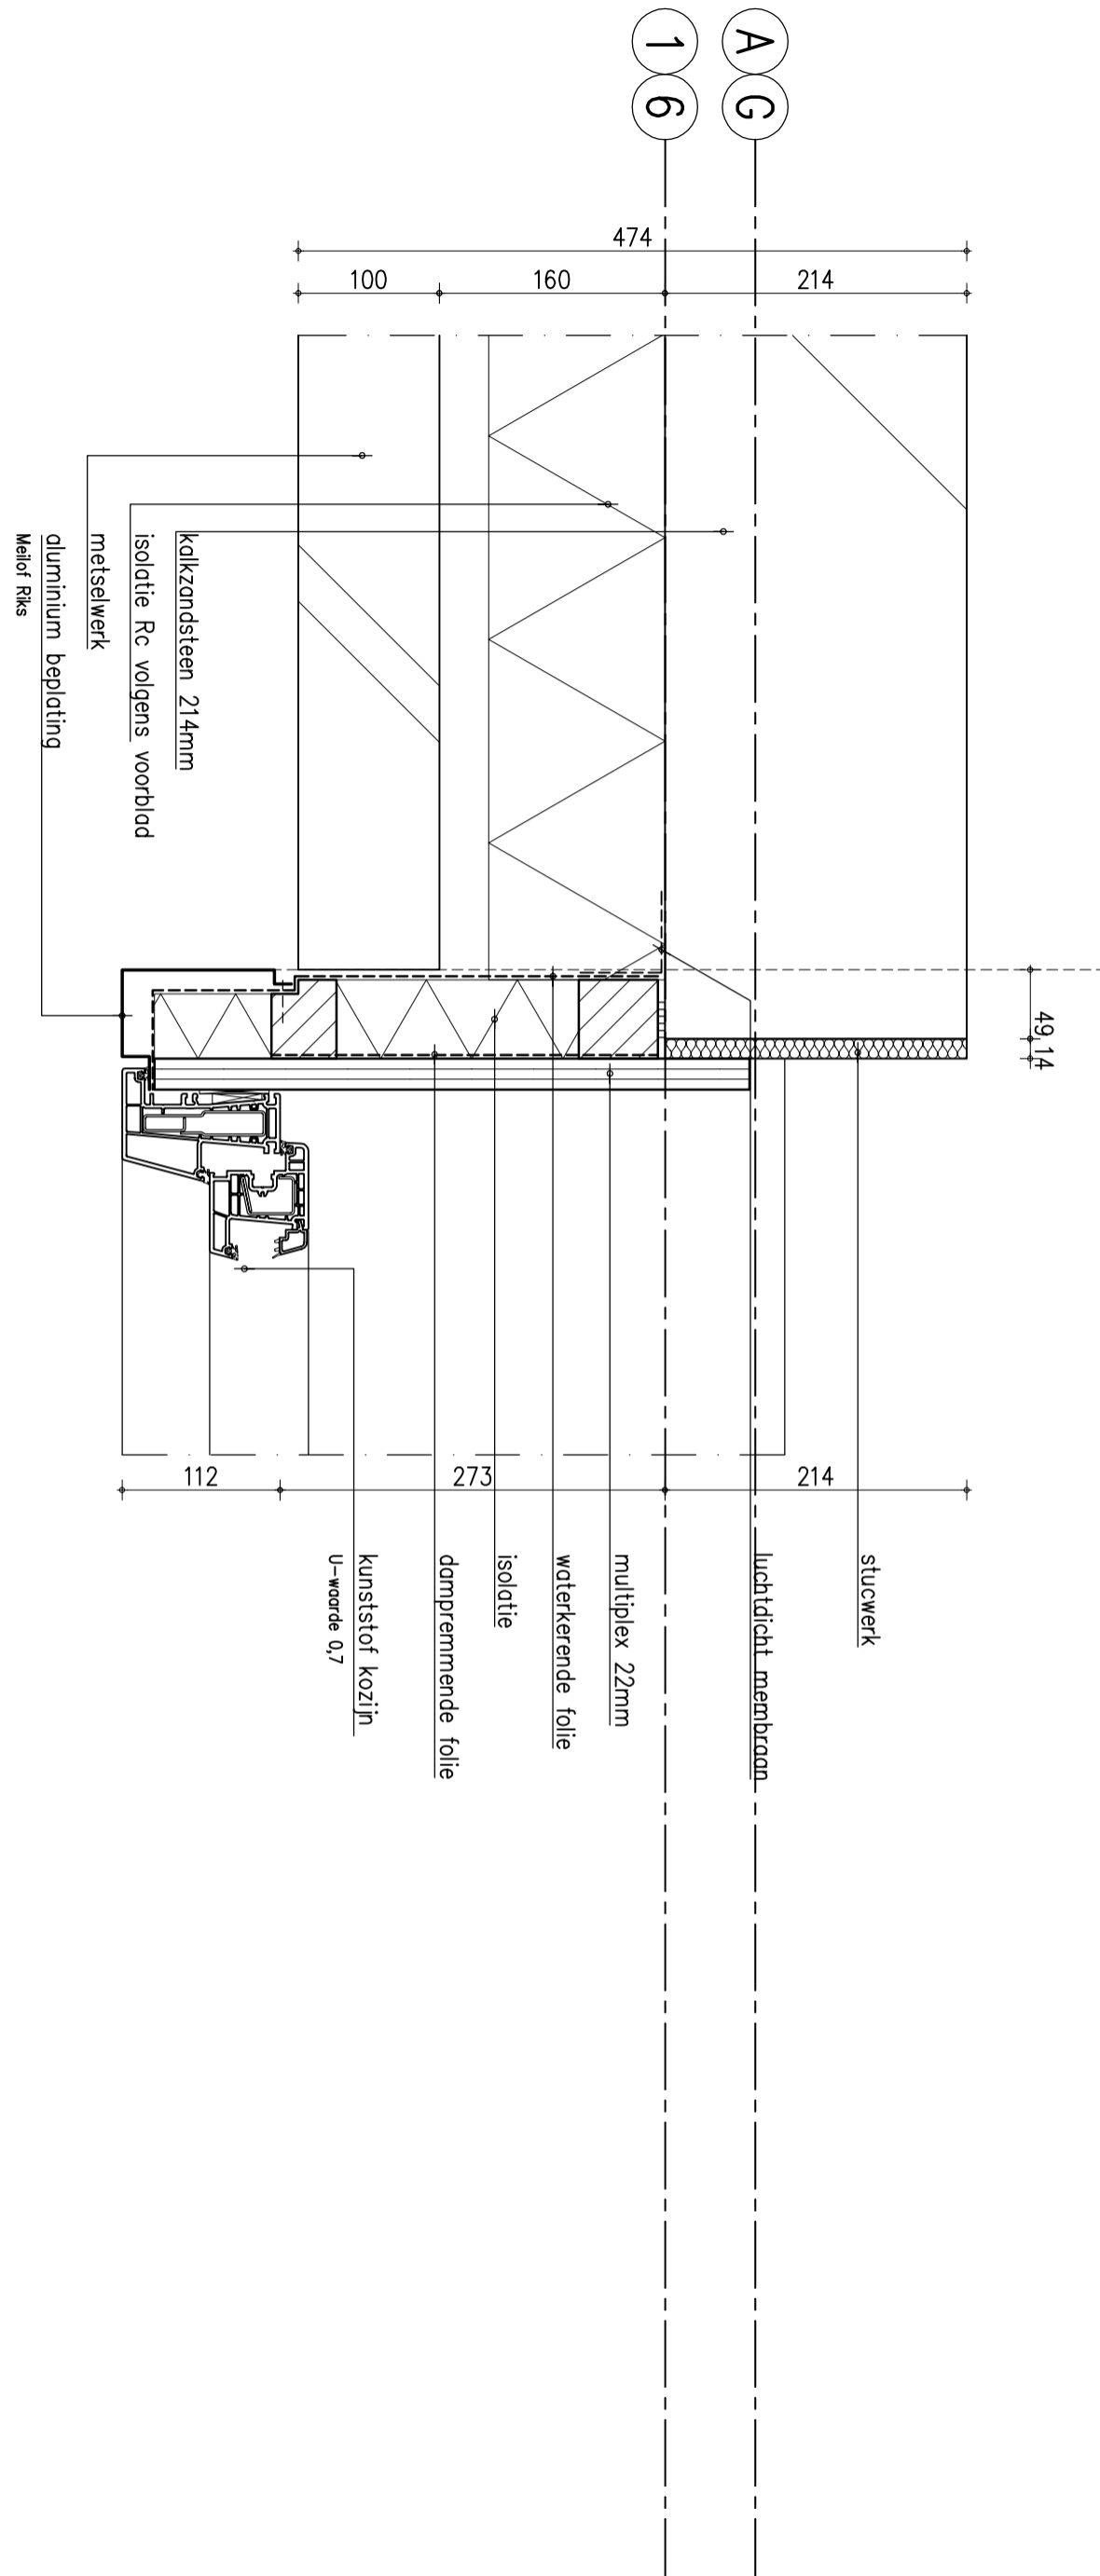 A G
1 6
474
100 160 214
49 14
kalkzandsteen 214mm
isolatie Rc volgens voorblad
metselwerk
aluminium beplating
Meilof Riks
112 273 214
stucwerk
luchtdicht membraan
multiplex 22mm
waterkerende folie
isolatie
dampremmende folie
kunststof kozijn
U-waarde 0,7